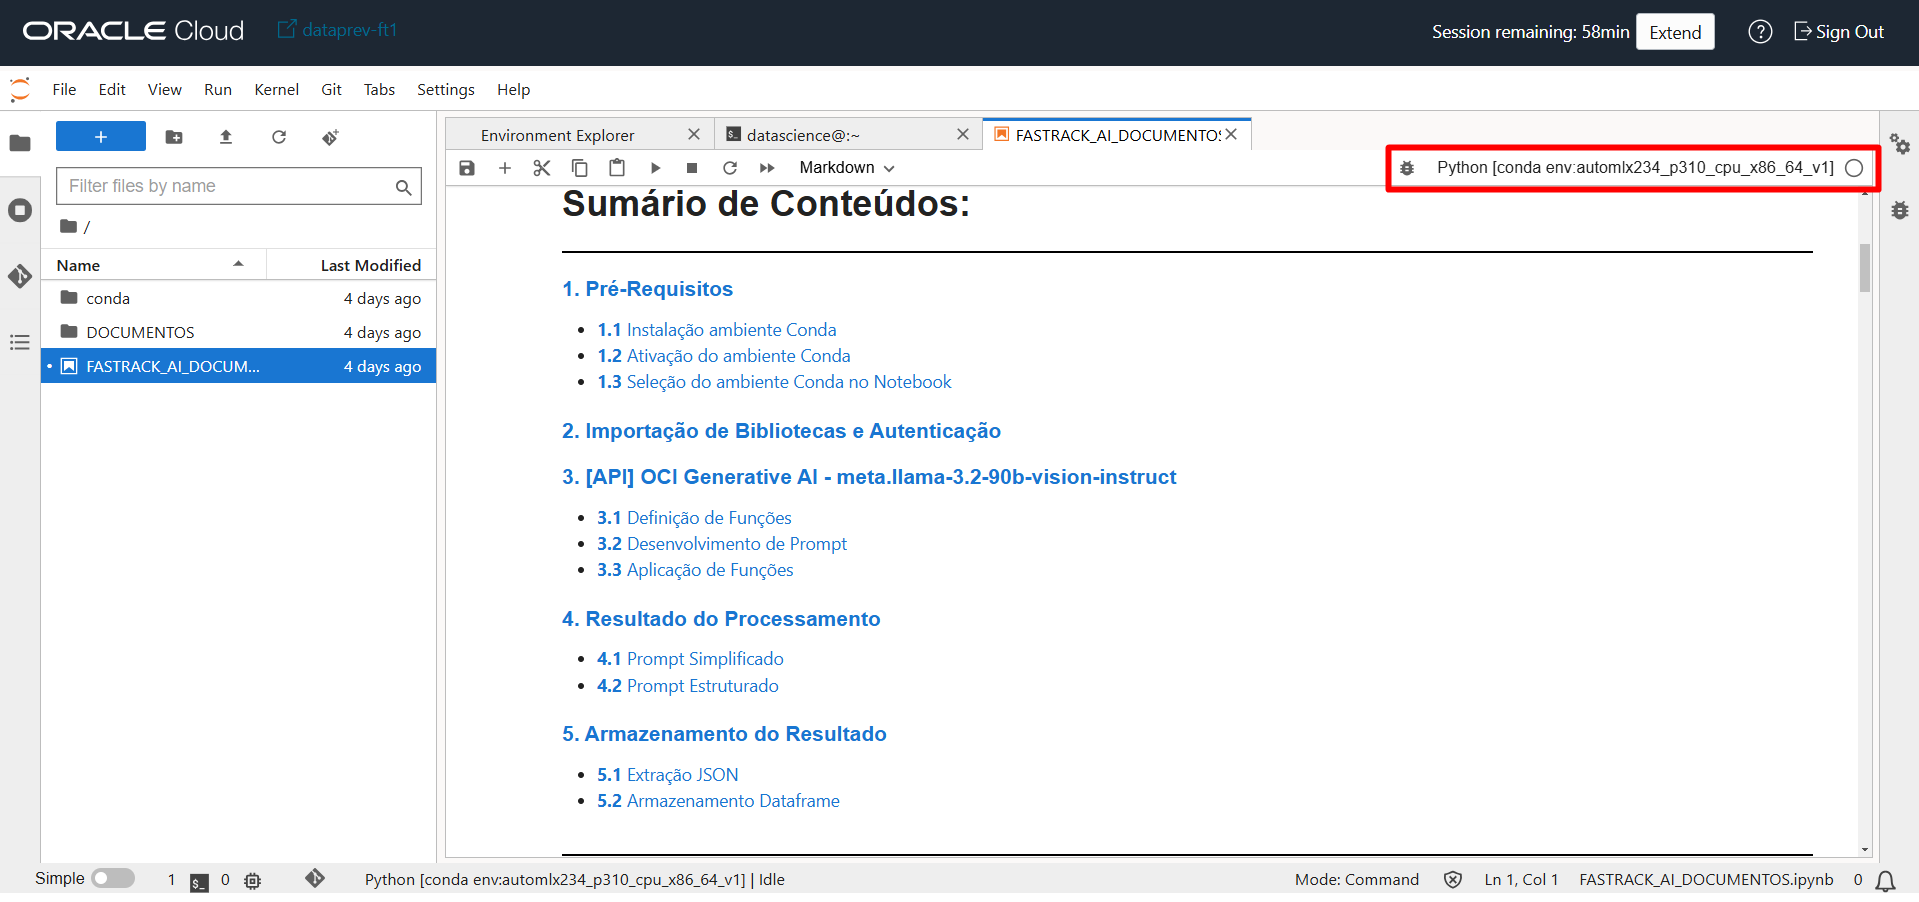 ORACLE Cloud
dataprev-ft1
Session remaining: 58min
Extend
?
Sign Out
File Edit View Run Kernel Git Tabs Settings Help
+
Filter files by name
/
Name Last Modified
conda 4 days ago
DOCUMENTOS 4 days ago
FASTRACK_AI_DOCUM... 4 days ago
Environment Explorer
datascience@:~
FASTRACK_AI_DOCUMENTOS
Markdown
Python [conda env:automlx234_p310_cpu_x86_64_v1]
Sumário de Conteúdos:
1. Pré-Requisitos
1.1 Instalação ambiente Conda
1.2 Ativação do ambiente Conda
1.3 Seleção do ambiente Conda no Notebook
2. Importação de Bibliotecas e Autenticação
3. [API] OCI Generative AI - meta.llama-3.2-90b-vision-instruct
3.1 Definição de Funções
3.2 Desenvolvimento de Prompt
3.3 Aplicação de Funções
4. Resultado do Processamento
4.1 Prompt Simplificado
4.2 Prompt Estruturado
5. Armazenamento do Resultado
5.1 Extração JSON
5.2 Armazenamento Dataframe
Simple 1 $_ 0 Python [conda env:automlx234_p310_cpu_x86_64_v1] | Idle Mode: Command Ln 1, Col 1 FASTRACK_AI_DOCUMENTOS.ipynb 0